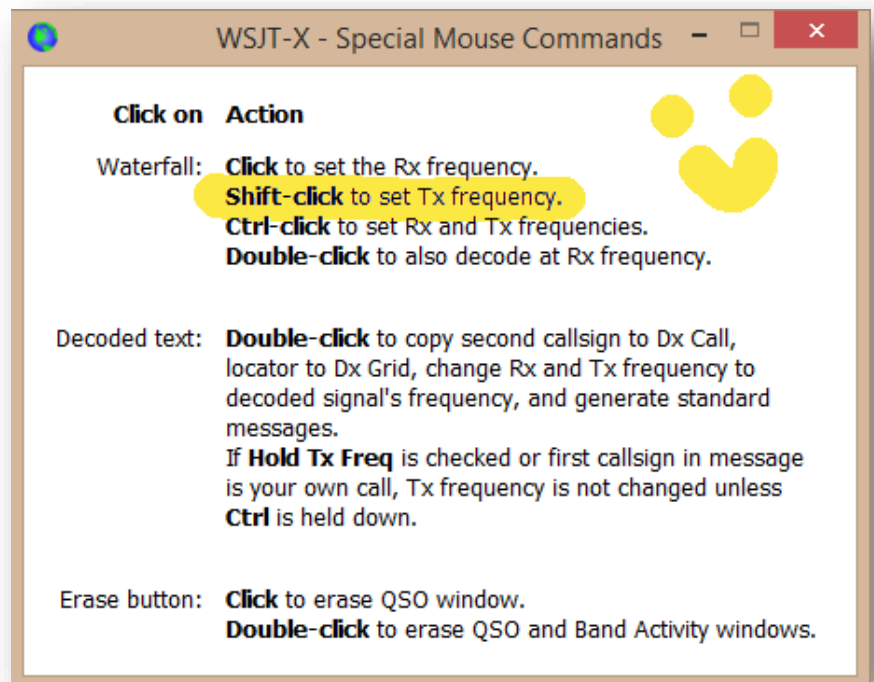 WSJT-X - Special Mouse Commands
Click on Action
Waterfall: Click to set the Rx frequency.
Shift-click to set Tx frequency.
Ctrl-click to set Rx and Tx frequencies.
Double-click to also decode at Rx frequency.
Decoded text: Double-click to copy second callsign to Dx Call,
locator to Dx Grid, change Rx and Tx frequency to
decoded signal's frequency, and generate standard
messages.
If Hold Tx Freq is checked or first callsign in message
is your own call, Tx frequency is not changed unless
Ctrl is held down.
Erase button: Click to erase QSO window.
Double-click to erase QSO and Band Activity windows.